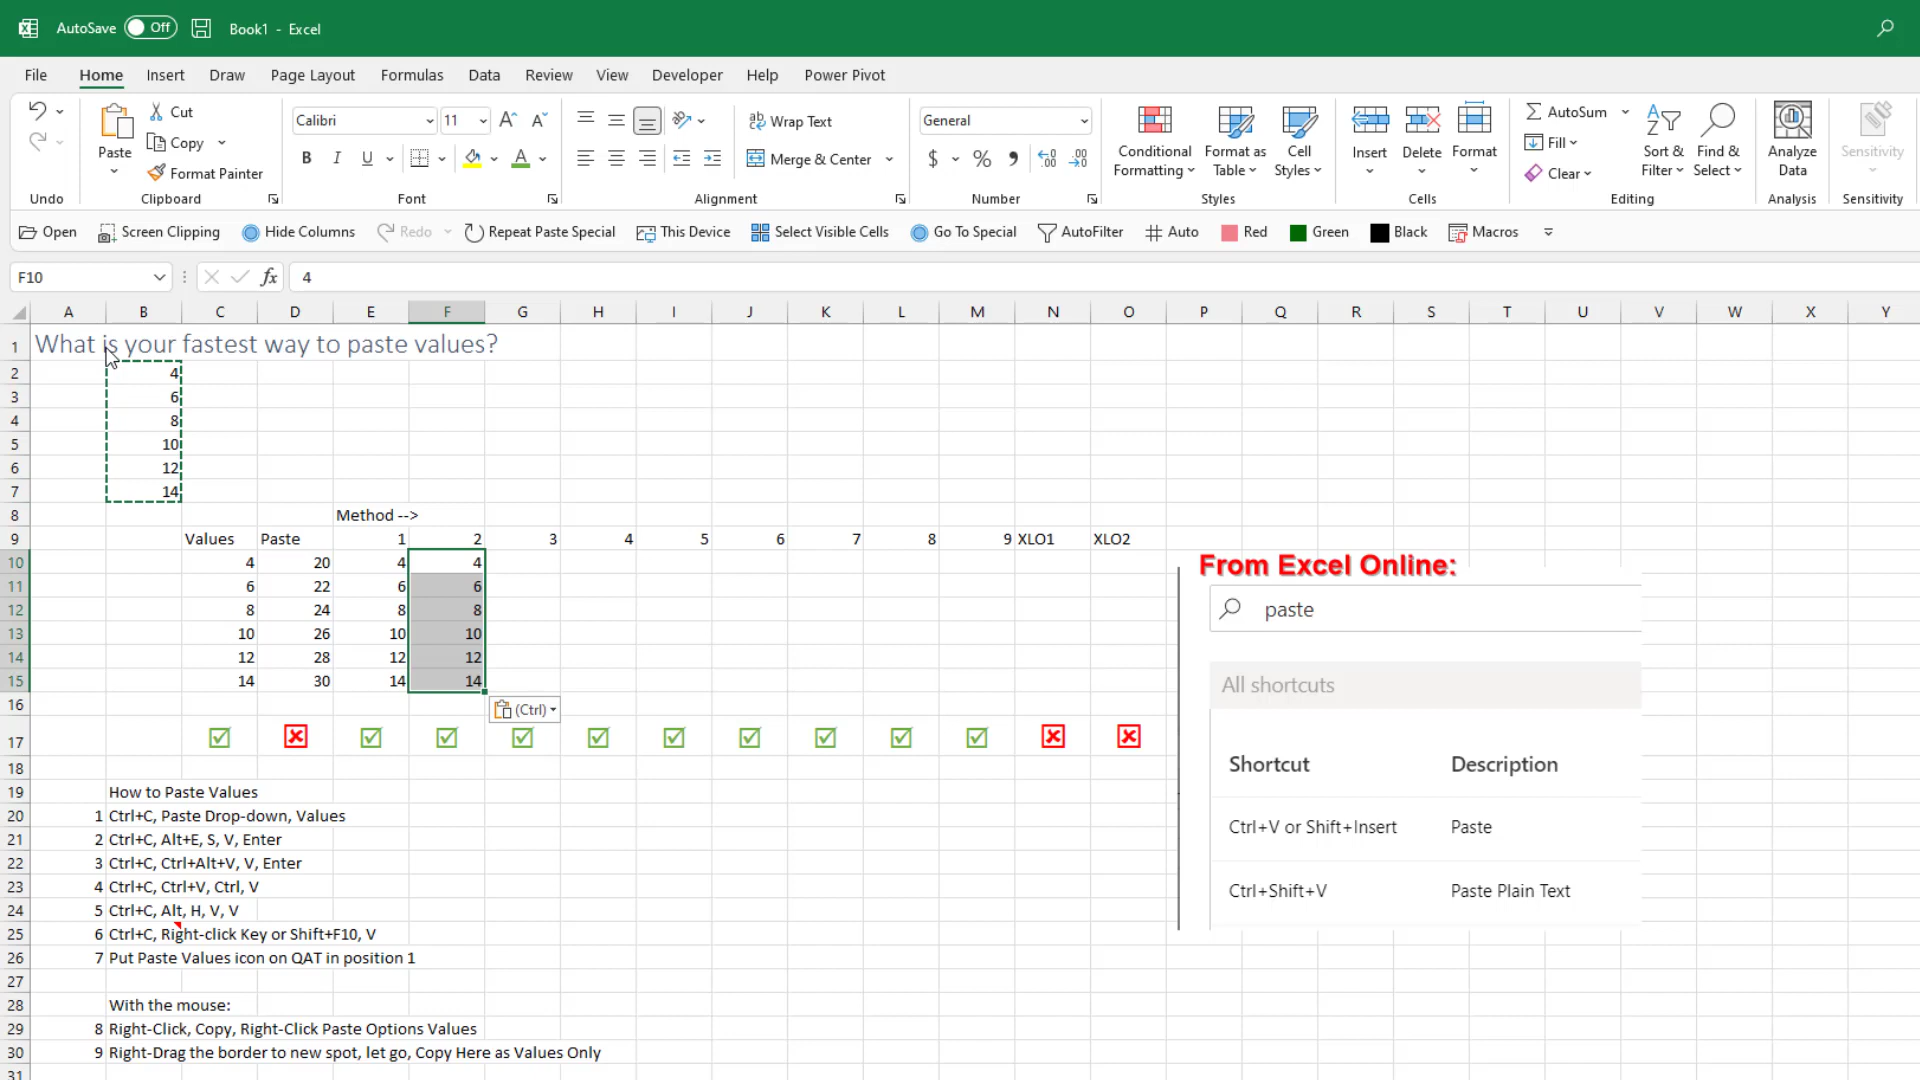 AutoSave Off Book1 - Excel
File Home Insert Draw Page Layout Formulas Data Review View Developer Help Power Pivot
Undo
Paste Cut Copy Format Painter
Clipboard
Calibri 11
B I U A
Font
Wrap Text
Merge & Center
Alignment
General
$ %
Number
Conditional Formatting
Format as Table
Cell Styles
Styles
Insert Delete Format
Cells
AutoSum
Fill
Clear
Sort & Filter
Find & Select
Editing
Analyze Data
Analysis
Sensitivity
Sensitivity
Open Screen Clipping Hide Columns Redo Repeat Paste Special This Device Select Visible Cells Go To Special AutoFilter Auto Red Green Black Macros
F10 fx 4
A B C D E F G H I J K L M N O P Q R S T U V W X Y
1 What is your fastest way to paste values?
2 4
3 6
4 8
5 10
6 12
7 14
8 Method -->
9 Values Paste 1 2 3 4 5 6 7 8 9 XLO1 XLO2
10 4 20 4 4
11 6 22 6 6
12 8 24 8 8
13 10 26 10 10
14 12 28 12 12
15 14 30 14 14
16 (Ctrl)
17
18
19 How to Paste Values
20 1 Ctrl+C, Paste Drop-down, Values
21 2 Ctrl+C, Alt+E, S, V, Enter
22 3 Ctrl+C, Ctrl+Alt+V, V, Enter
23 4 Ctrl+C, Ctrl+V, Ctrl, V
24 5 Ctrl+C, Alt, H, V, V
25 6 Ctrl+C, Right-click Key or Shift+F10, V
26 7 Put Paste Values icon on QAT in position 1
27
28 With the mouse:
29 8 Right-Click, Copy, Right-Click Paste Options Values
30 9 Right-Drag the border to new spot, let go, Copy Here as Values Only
31
From Excel Online:
paste
All shortcuts
Shortcut Description
Ctrl+V or Shift+Insert Paste
Ctrl+Shift+V Paste Plain Text